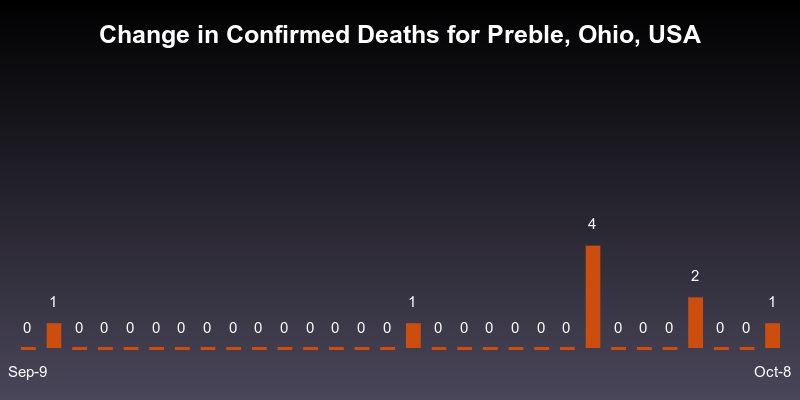 Change in Confirmed Deaths for Preble, Ohio, USA
4
2
1 1 1
0 0 0 0 0 0 0 0 0 0 0 0 0 0 0 0 0 0 0 0 0 0 0 0 0
Sep-9 Oct-8